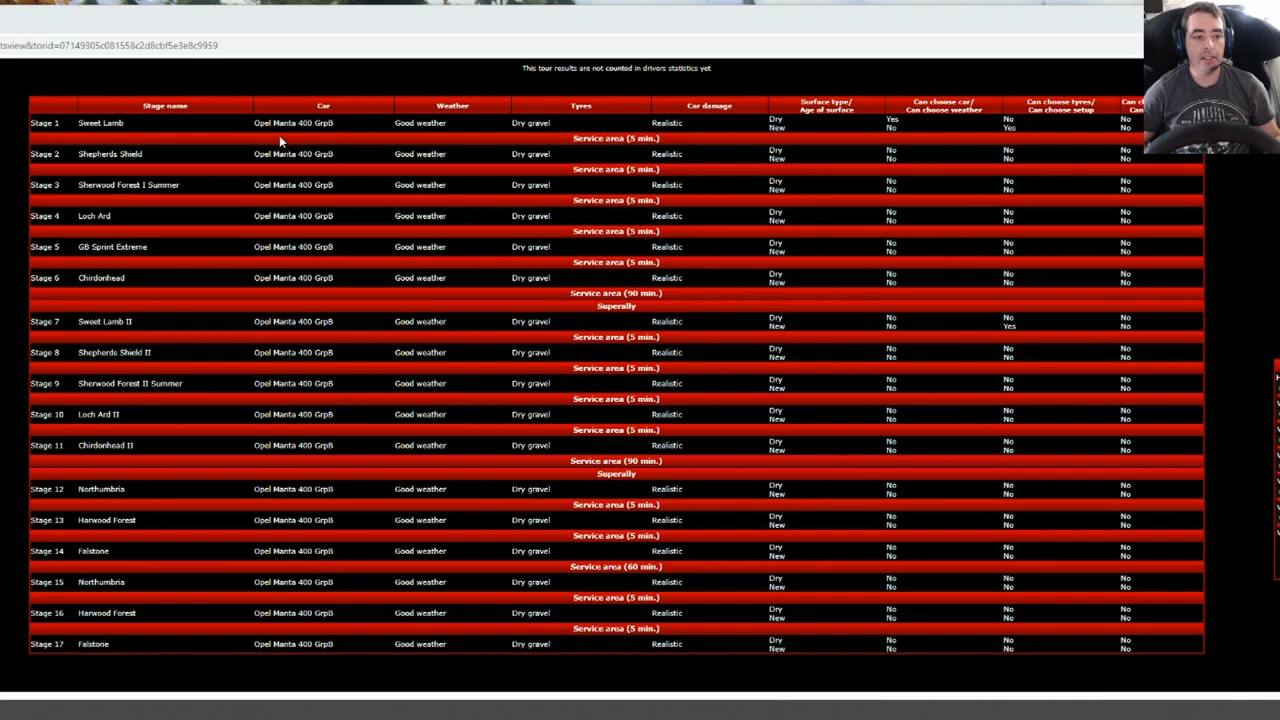 tsview&torid=07149305c081558c2d8cbf5e3e8c9959
This tour results are not counted in drivers statistics yet
Stage name Car Weather Tyres Car damage Surface type/ Age of surface Can choose car/ Can choose weather Can choose tyres/ Can choose setup Can c Can
Stage 1 Sweet Lamb Opel Manta 400 GrpB Good weather Dry gravel Realistic Dry New Yes No No Yes No No
Service area (5 min.)
Stage 2 Shepherds Shield Opel Manta 400 GrpB Good weather Dry gravel Realistic Dry New No No No No No No
Service area (5 min.)
Stage 3 Sherwood Forest I Summer Opel Manta 400 GrpB Good weather Dry gravel Realistic Dry New No No No No No No
Service area (5 min.)
Stage 4 Loch Ard Opel Manta 400 GrpB Good weather Dry gravel Realistic Dry New No No No No No No
Service area (5 min.)
Stage 5 GB Sprint Extreme Opel Manta 400 GrpB Good weather Dry gravel Realistic Dry New No No No No No No
Service area (5 min.)
Stage 6 Chirdonhead Opel Manta 400 GrpB Good weather Dry gravel Realistic Dry New No No No No No No
Service area (90 min.)
Superally
Stage 7 Sweet Lamb II Opel Manta 400 GrpB Good weather Dry gravel Realistic Dry New No No No Yes No No
Service area (5 min.)
Stage 8 Shepherds Shield II Opel Manta 400 GrpB Good weather Dry gravel Realistic Dry New No No No No No No
Service area (5 min.)
Stage 9 Sherwood Forest II Summer Opel Manta 400 GrpB Good weather Dry gravel Realistic Dry New No No No No No No
Service area (5 min.)
Stage 10 Loch Ard II Opel Manta 400 GrpB Good weather Dry gravel Realistic Dry New No No No No No No
Service area (5 min.)
Stage 11 Chirdonhead II Opel Manta 400 GrpB Good weather Dry gravel Realistic Dry New No No No No No No
Service area (90 min.)
Superally
Stage 12 Northumbria Opel Manta 400 GrpB Good weather Dry gravel Realistic Dry New No No No No No No
Service area (5 min.)
Stage 13 Harwood Forest Opel Manta 400 GrpB Good weather Dry gravel Realistic Dry New No No No No No No
Service area (5 min.)
Stage 14 Falstone Opel Manta 400 GrpB Good weather Dry gravel Realistic Dry New No No No No No No
Service area (60 min.)
Stage 15 Northumbria Opel Manta 400 GrpB Good weather Dry gravel Realistic Dry New No No No No No No
Service area (5 min.)
Stage 16 Harwood Forest Opel Manta 400 GrpB Good weather Dry gravel Realistic Dry New No No No No No No
Service area (5 min.)
Stage 17 Falstone Opel Manta 400 GrpB Good weather Dry gravel Realistic Dry New No No No No No No